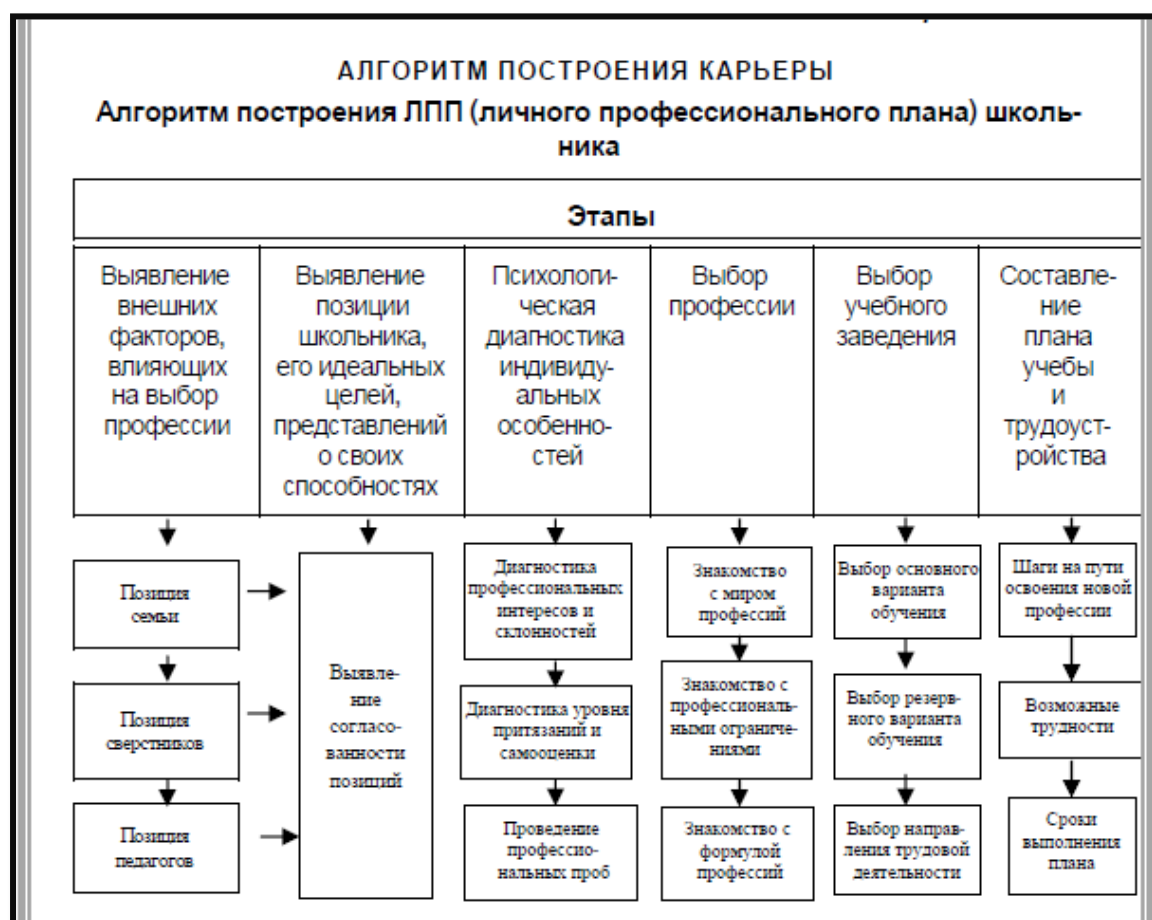 АЛГОРИТМ ПОСТРОЕНИЯ КАРЬЕРЫ
Алгоритм построения ЛПП (личного профессионального плана) школь-
ника
Этапы
Выявление
внешних
факторов,
влияющих
на выбор
профессии
Выявление
позиции
школьника,
его идеальных
целей,
представлений
о своих
способностях
Психологи-
ческая
диагностика
индивиду-
альных
особенно-
стей
Выбор
профессии
Выбор
учебного
заведения
Составле-
ние
плана
учебы
и
трудоуст-
ройства
Позиция
семьи
Позиция
сверстников
Позиция
педагогов
Выявле-
ние
согласо-
ванности
позиций
Диагностика
профессиональных
интересов и
склонностей
Диагностика уровня
притязаний и
самооценки
Проведение
профессио-
нальных проб
Знакомство
с миром
профессий
Знакомство с
профессиональ-
ными ограниче-
ниями
Знакомство с
формулой
профессий
Выбор основного
варианта
обучения
Выбор резерв-
ного варианта
обучения
Выбор направ-
ления трудовой
деятельности
Шаги на пути
освоения новой
профессии
Возможные
трудности
Сроки
выполнения
плана